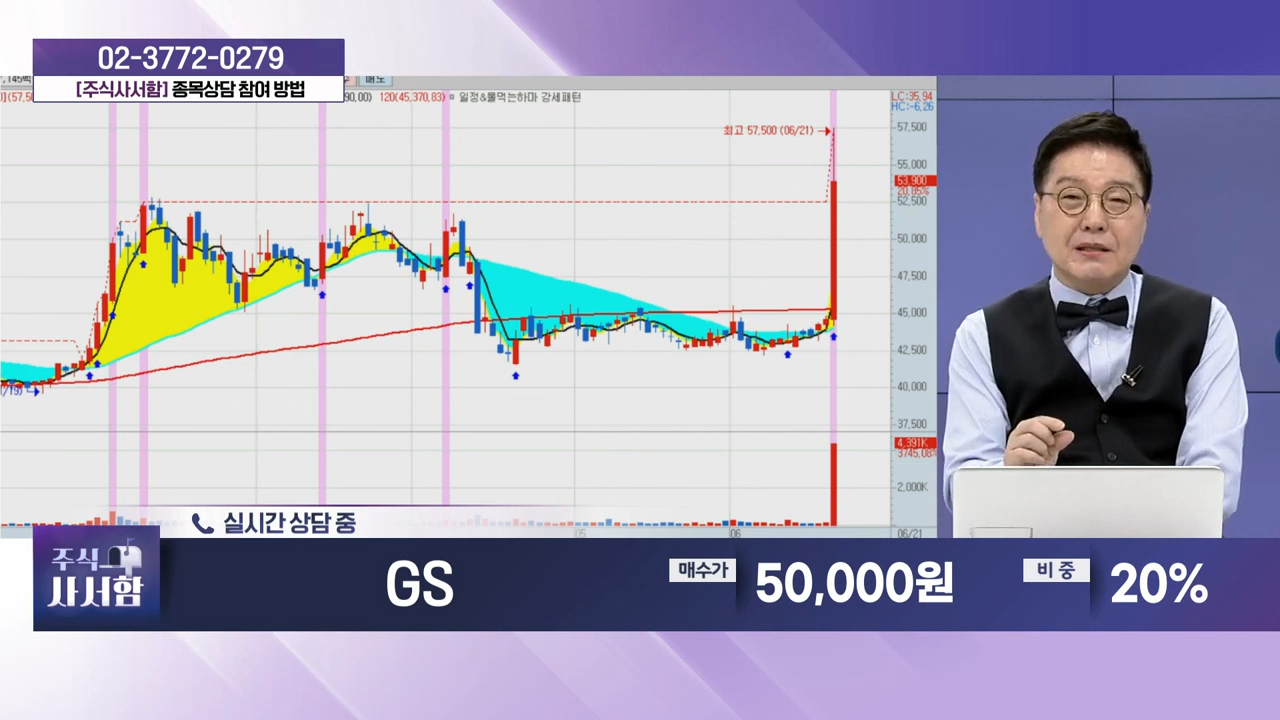 02-3772-0279
[주식사서함] 종목상담 참여 방법
매도
120(45,370,83) 일정&물먹는하마 강세패턴
LC:35,94
HC:-6,26
최고 57,500 (06/21)
57,500
55,000
53,900
52,500
50,000
47,500
45,000
42,500
40,000
37,500
4,391K
2,000K
05
06
06/21
실시간 상담 중
주식
사서함
GS
매수가
50,000원
비 중
20%